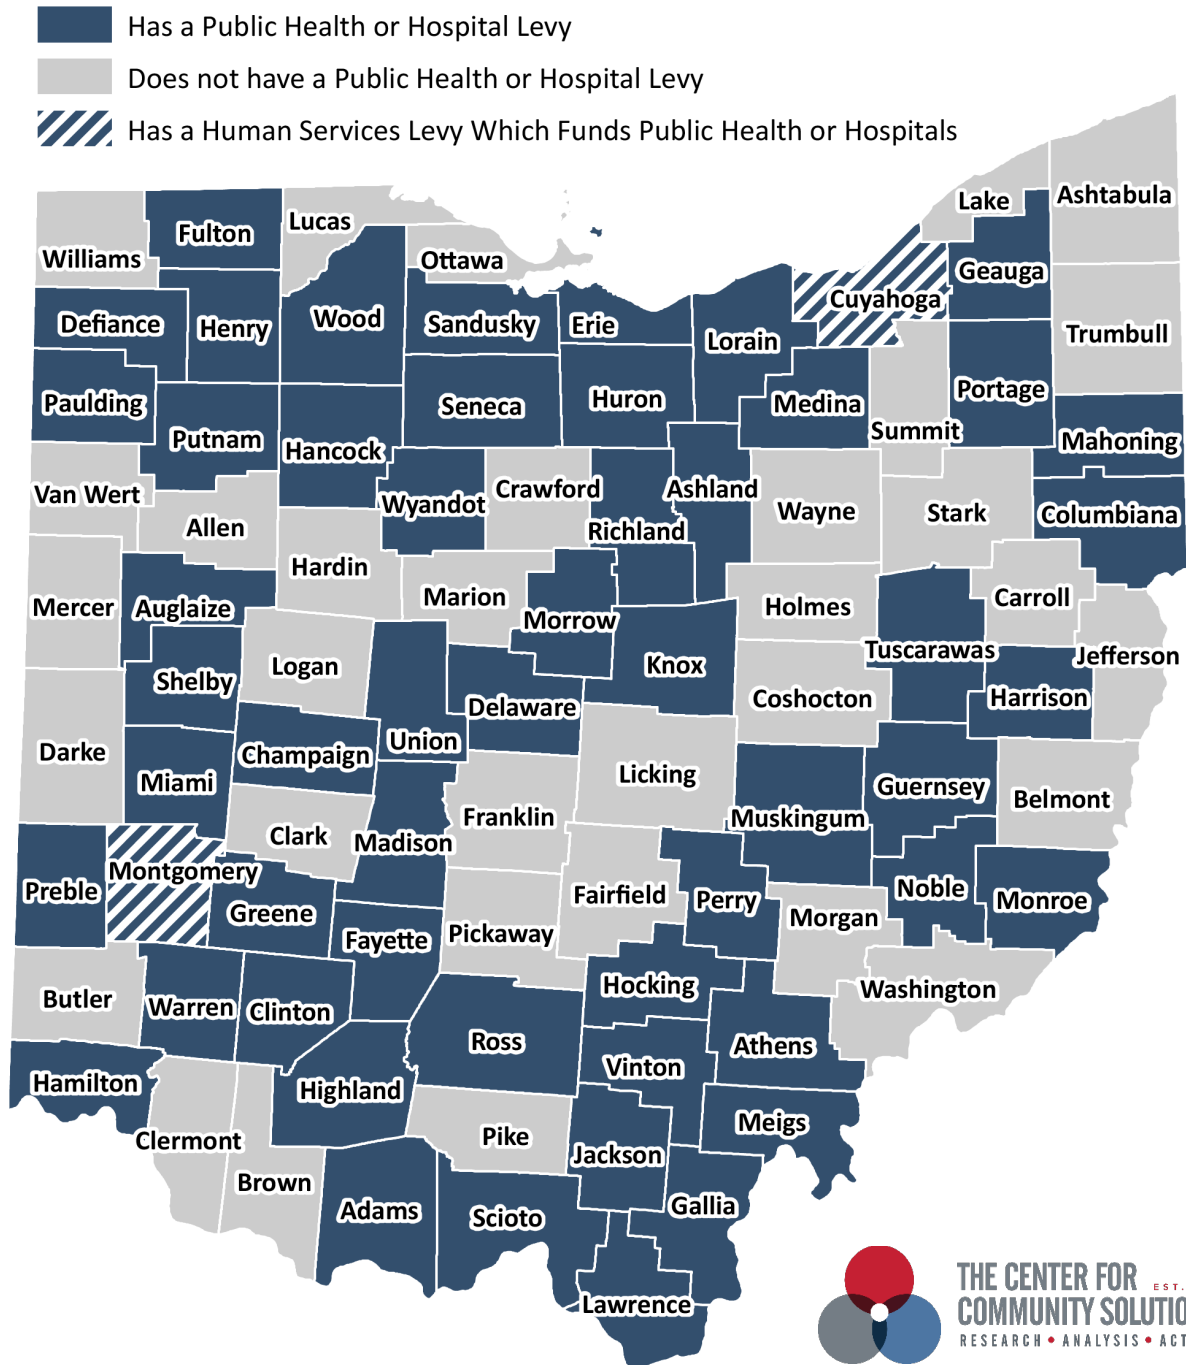 Has a Public Health or Hospital Levy
Does not have a Public Health or Hospital Levy
Has a Human Services Levy Which Funds Public Health or Hospitals
Ashtabula
Lake
Lucas
Fulton
Williams
Ottawa
Geauga
Cuyahoga
Defiance
Henry
Wood
Sandusky
Erie
Lorain
Trumbull
Paulding
Putnam
Hancock
Seneca
Huron
Medina
Summit
Portage
Mahoning
Van Wert
Allen
Wyandot
Crawford
Richland
Ashland
Wayne
Stark
Columbiana
Mercer
Auglaize
Hardin
Marion
Morrow
Holmes
Carroll
Shelby
Logan
Knox
Tuscarawas
Jefferson
Darke
Miami
Champaign
Union
Delaware
Coshocton
Harrison
Licking
Muskingum
Guernsey
Belmont
Clark
Madison
Franklin
Preble
Montgomery
Greene
Fayette
Pickaway
Fairfield
Perry
Morgan
Noble
Monroe
Butler
Warren
Clinton
Ross
Hocking
Washington
Athens
Vinton
Hamilton
Highland
Meigs
Clermont
Brown
Pike
Jackson
Adams
Scioto
Gallia
Lawrence
THE CENTER FOR EST.
COMMUNITY SOLUTIO
RESEARCH • ANALYSIS • ACT